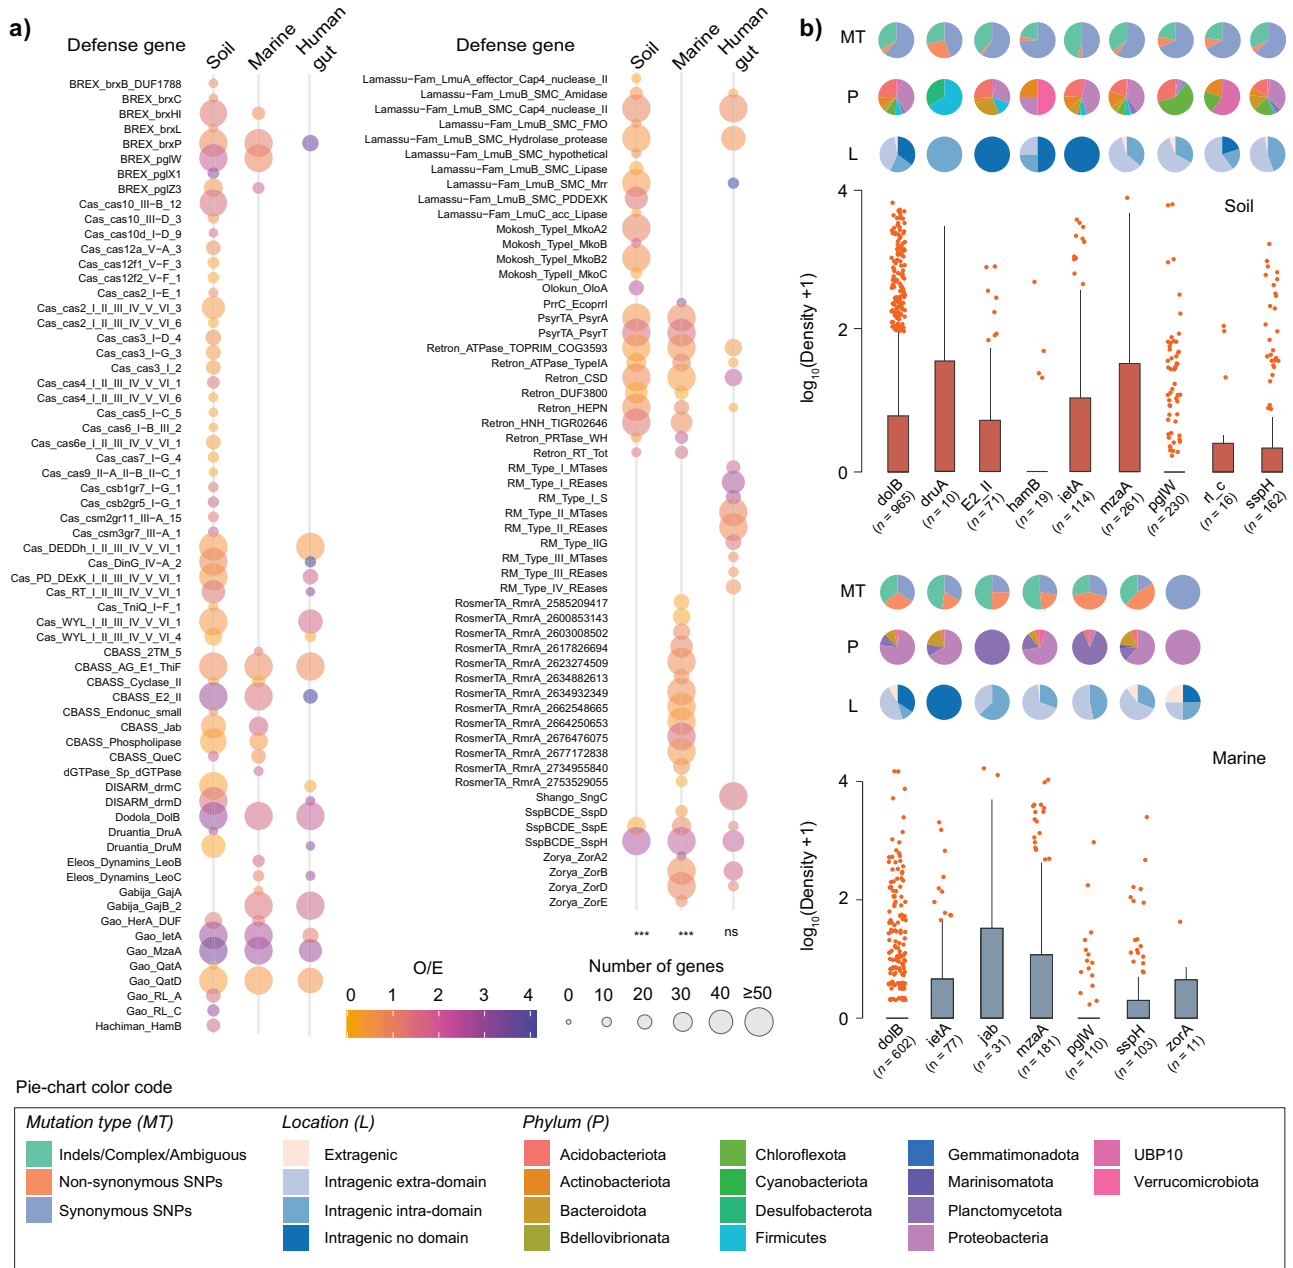 a)
Defense gene
Soil
Marine
Human
gut
BREX_brxB_DUF1788
BREX_brxC
BREX_brxHI
BREX_brxL
BREX_brxP
BREX_pglW
BREX_pglX1
BREX_pglZ3
Cas_cas10_III−B_12
Cas_cas10_III−D_3
Cas_cas10d_I−D_9
Cas_cas12a_V−A_3
Cas_cas12f1_V−F_3
Cas_cas12f2_V−F_1
Cas_cas2_I−E_1
Cas_cas2_I_II_III_IV_V_VI_3
Cas_cas2_I_II_III_IV_V_VI_6
Cas_cas3_I−D_4
Cas_cas3_I−G_3
Cas_cas3_I_2
Cas_cas4_I_II_III_IV_V_VI_1
Cas_cas4_I_II_III_IV_V_VI_6
Cas_cas5_I−C_5
Cas_cas6_I−B_III_2
Cas_cas6e_I_II_III_IV_V_VI_1
Cas_cas7_I−G_4
Cas_cas9_II−A_II−B_II−C_1
Cas_csb1gr7_I−G_1
Cas_csb2gr5_I−G_1
Cas_csm2gr11_III−A_15
Cas_csm3gr7_III−A_1
Cas_DEDDh_I_II_III_IV_V_VI_1
Cas_DinG_IV−A_2
Cas_PD_DExK_I_II_III_IV_V_VI_1
Cas_RT_I_II_III_IV_V_VI_1
Cas_TniQ_I−F_1
Cas_WYL_I_II_III_IV_V_VI_1
Cas_WYL_I_II_III_IV_V_VI_4
CBASS_2TM_5
CBASS_AG_E1_ThiF
CBASS_Cyclase_II
CBASS_E2_II
CBASS_Endonuc_small
CBASS_Jab
CBASS_Phospholipase
CBASS_QueC
dGTPase_Sp_dGTPase
DISARM_drmC
DISARM_drmD
Dodola_DolB
Druantia_DruA
Druantia_DruM
Eleos_Dynamins_LeoB
Eleos_Dynamins_LeoC
Gabija_GajA
Gabija_GajB_2
Gao_HerA_DUF
Gao_IetA
Gao_MzaA
Gao_QatA
Gao_QatD
Gao_RL_A
Gao_RL_C
Hachiman_HamB
Defense gene
Soil
Marine
Human
gut
Lamassu−Fam_LmuA_effector_Cap4_nuclease_II
Lamassu−Fam_LmuB_SMC_Amidase
Lamassu−Fam_LmuB_SMC_Cap4_nuclease_II
Lamassu−Fam_LmuB_SMC_FMO
Lamassu−Fam_LmuB_SMC_Hydrolase_protease
Lamassu−Fam_LmuB_SMC_hypothetical
Lamassu−Fam_LmuB_SMC_Lipase
Lamassu−Fam_LmuB_SMC_Mrr
Lamassu−Fam_LmuB_SMC_PDDEXK
Lamassu−Fam_LmuC_acc_Lipase
Mokosh_TypeI_MkoA2
Mokosh_TypeI_MkoB
Mokosh_TypeI_MkoB2
Mokosh_TypeII_MkoC
Olokun_OloA
PrrC_EcoprrI
PsyrTA_PsyrA
PsyrTA_PsyrT
Retron_ATPase_TOPRIM_COG3593
Retron_ATPase_TypeIA
Retron_CSD
Retron_DUF3800
Retron_HEPN
Retron_HNH_TIGR02646
Retron_PRTase_WH
Retron_RT_Tot
RM_Type_I_MTases
RM_Type_I_REases
RM_Type_I_S
RM_Type_II_MTases
RM_Type_II_REases
RM_Type_IIG
RM_Type_III_MTases
RM_Type_III_REases
RM_Type_IV_REases
RosmerTA_RmrA_2585209417
RosmerTA_RmrA_2600853143
RosmerTA_RmrA_2603008502
RosmerTA_RmrA_2617826694
RosmerTA_RmrA_2623274509
RosmerTA_RmrA_2634882613
RosmerTA_RmrA_2634932349
RosmerTA_RmrA_2662548665
RosmerTA_RmrA_2664250653
RosmerTA_RmrA_2676476075
RosmerTA_RmrA_2677172838
RosmerTA_RmrA_2734955840
RosmerTA_RmrA_2753529055
Shango_SngC
SspBCDE_SspD
SspBCDE_SspE
SspBCDE_SspH
Zorya_ZorA2
Zorya_ZorB
Zorya_ZorD
Zorya_ZorE
*** *** ns
O/E
0 1 2 3 4
Number of genes
0 10 20 30 40 ≥50
b)
MT
P
L
Soil
log10(Density +1)
4
2
0
dolB (n = 965)
druA (n = 10)
E2_II (n = 71)
hamB (n = 19)
ietA (n = 114)
mzaA (n = 261)
pglW (n = 230)
rl_c (n = 16)
sspH (n = 162)
MT
P
L
Marine
log10(Density +1)
4
2
0
dolB (n = 602)
ietA (n = 77)
jab (n = 31)
mzaA (n = 181)
pglW (n = 110)
sspH (n = 103)
zorA (n = 11)
Pie-chart color code
Mutation type (MT)
Indels/Complex/Ambiguous
Non-synonymous SNPs
Synonymous SNPs
Location (L)
Extragenic
Intragenic extra-domain
Intragenic intra-domain
Intragenic no domain
Phylum (P)
Acidobacteriota
Actinobacteriota
Bacteroidota
Bdellovibrionata
Chloroflexota
Cyanobacteriota
Desulfobacterota
Firmicutes
Gemmatimonadota
Marinisomatota
Planctomycetota
Proteobacteria
UBP10
Verrucomicrobiota